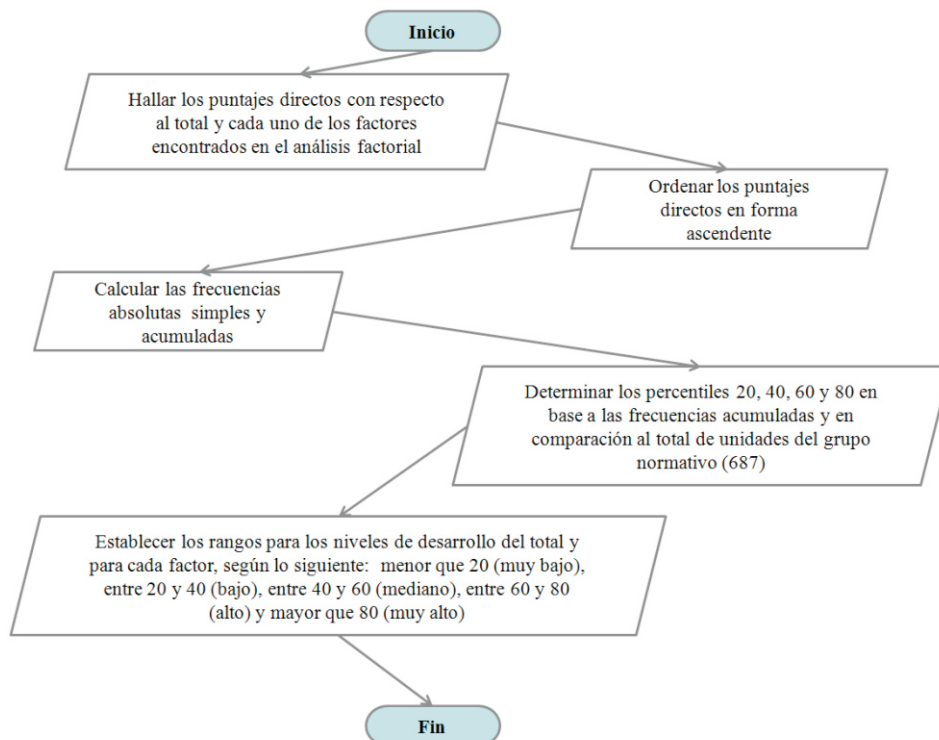 Inicio
Hallar los puntajes directos con respecto
al total y cada uno de los factores
encontrados en el análisis factorial
Ordenar los puntajes
directos en forma
ascendente
Calcular las frecuencias
absolutas simples y
acumuladas
Determinar los percentiles 20, 40, 60 y 80 en
base a las frecuencias acumuladas y en
comparación al total de unidades del grupo
normativo (687)
Establecer los rangos para los niveles de desarrollo del total y
para cada factor, según lo siguiente: menor que 20 (muy bajo),
entre 20 y 40 (bajo), entre 40 y 60 (mediano), entre 60 y 80
(alto) y mayor que 80 (muy alto)
Fin